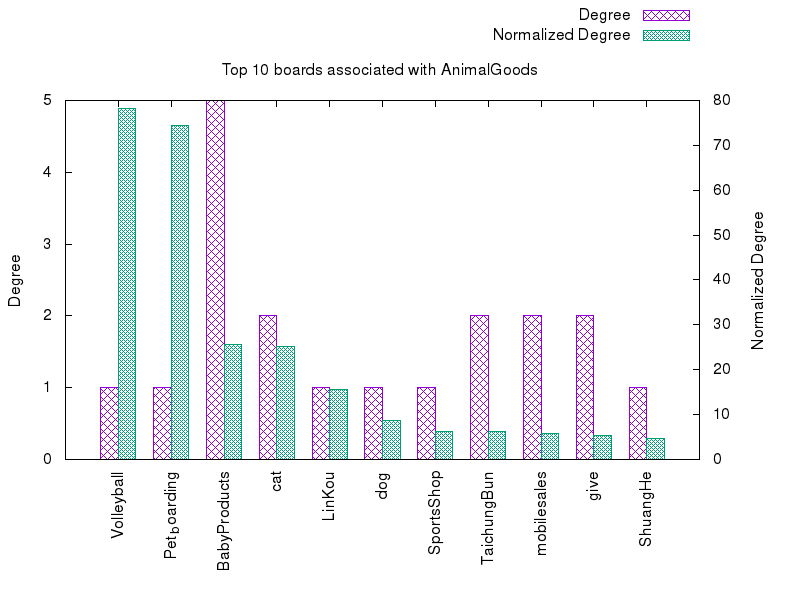 Degree
Normalized Degree
Top 10 boards associated with AnimalGoods
5
4
3
2
1
0
80
70
60
50
40
30
20
10
0
Degree
Normalized Degree
Volleyball
Petboarding
BabyProducts
cat
LinKou
dog
SportsShop
TaichungBun
mobilesales
give
ShuangHe